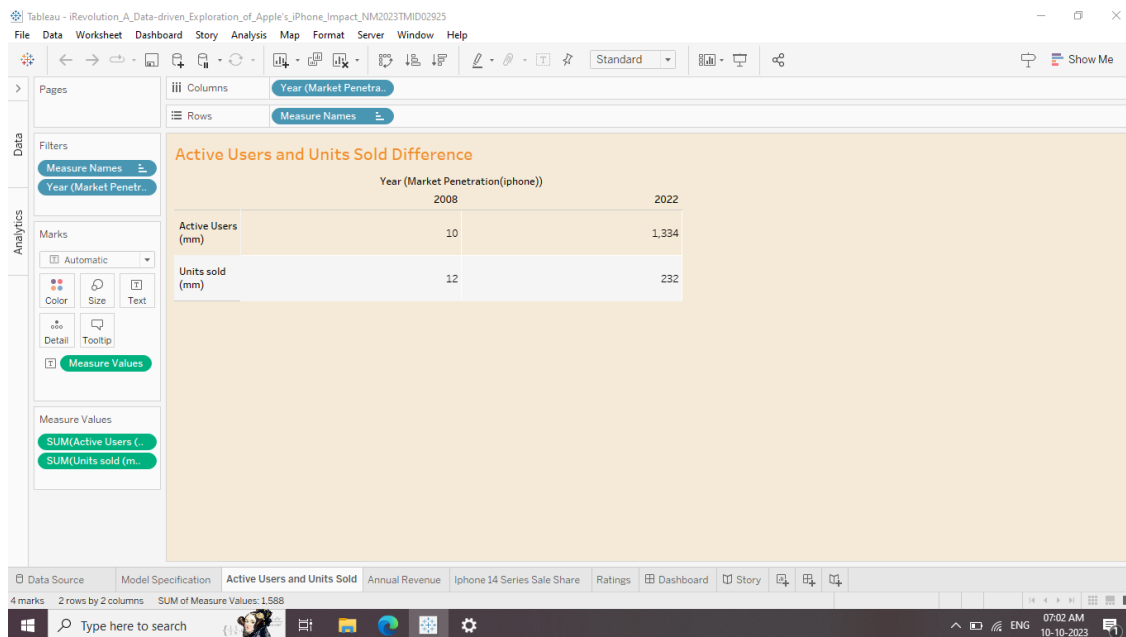 Tableau - iRevolution_A_Data-driven_Exploration_of_Apple's_iPhone_Impact_NM2023TMID02925
File Data Worksheet Dashboard Story Analysis Map Format Server Window Help
Standard
Show Me
Pages
Columns
Year (Market Penetra..
Rows
Measure Names
Data
Analytics
Filters
Measure Names
Year (Market Penetr..
Marks
Automatic
Color Size Text
Detail Tooltip
Measure Values
Measure Values
SUM(Active Users (..
SUM(Units sold (m..
Active Users and Units Sold Difference
Year (Market Penetration(iphone))
2008 2022
Active Users
(mm)
10 1,334
Units sold
(mm)
12 232
Data Source Model Specification Active Users and Units Sold Annual Revenue Iphone 14 Series Sale Share Ratings Dashboard Story
4 marks 2 rows by 2 columns SUM of Measure Values: 1,588
Type here to search
ENG
07:02 AM
10-10-2023
1